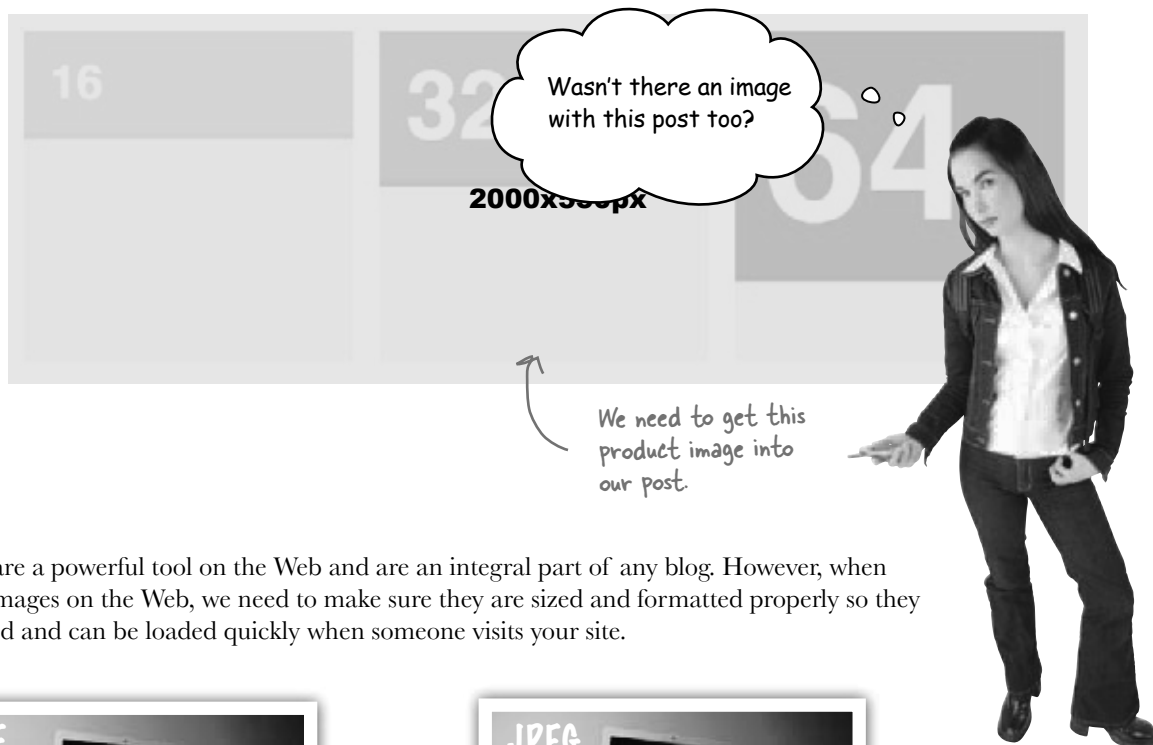 16
32
64
Wasn't there an image
with this post too?
We need to get this
product image into
our post.
are a powerful tool on the Web and are an integral part of any blog. However, when
mages on the Web, we need to make sure they are sized and formatted properly so they
d and can be loaded quickly when someone visits your site.
JPEG